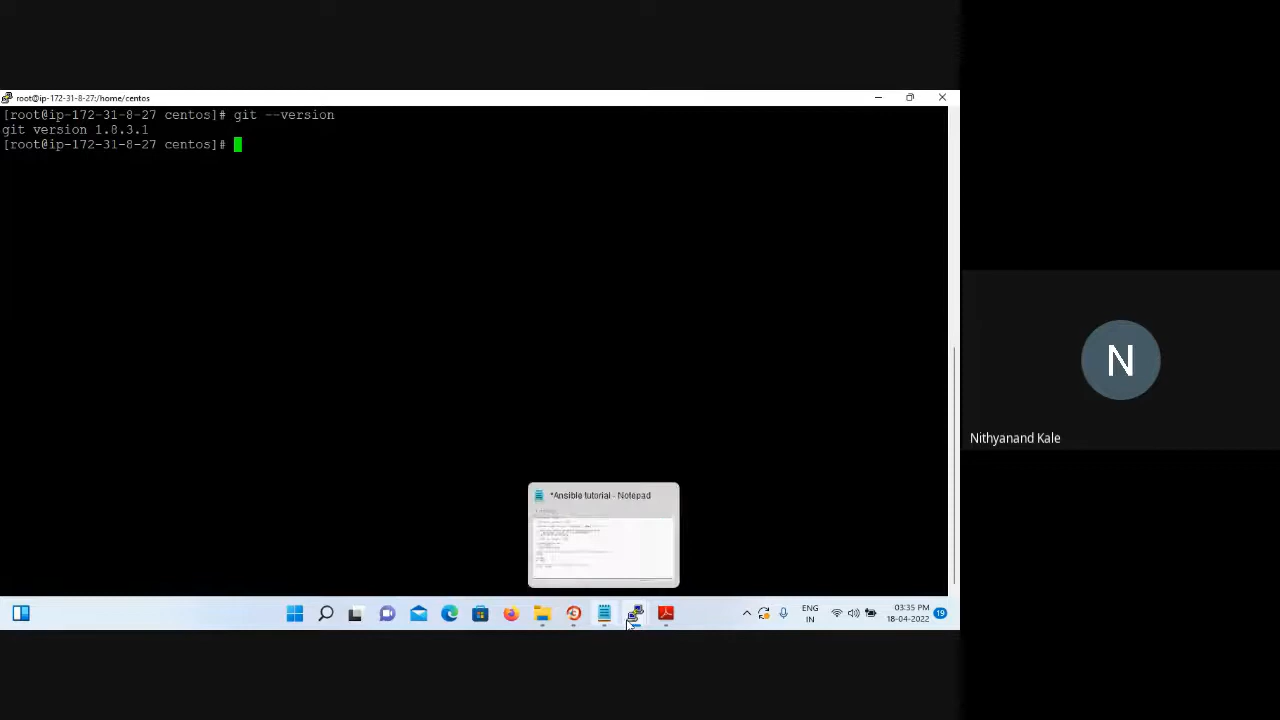 root@ip-172-31-8-27:/home/centos
[root@ip-172-31-8-27 centos]# git --version
git version 1.8.3.1
[root@ip-172-31-8-27 centos]#
N
Nithyanand Kale
*Ansible tutorial - Notepad
ENG
IN
03:35 PM
18-04-2022
19